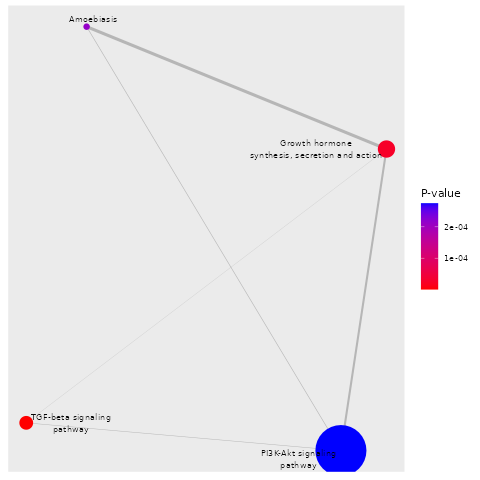 Amoebiasis
Growth hormone
synthesis, secretion and action
P-value
2e-04
1e-04
TGF-beta signaling
pathway
PI3K-Akt signaling
pathway